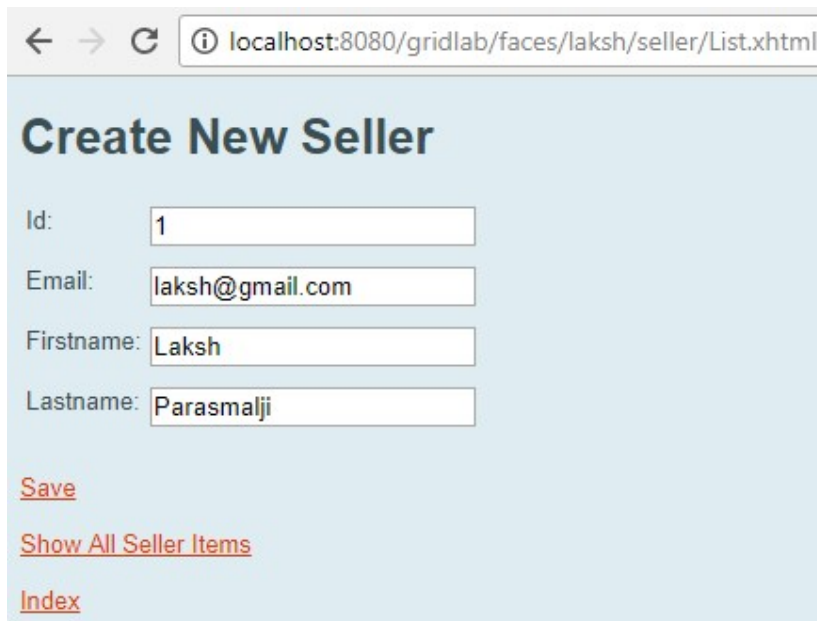 localhost:8080/gridlab/faces/laksh/seller/List.xhtml
Create New Seller
Id: 1
Email: laksh@gmail.com
Firstname: Laksh
Lastname: Parasmalji
Save
Show All Seller Items
Index